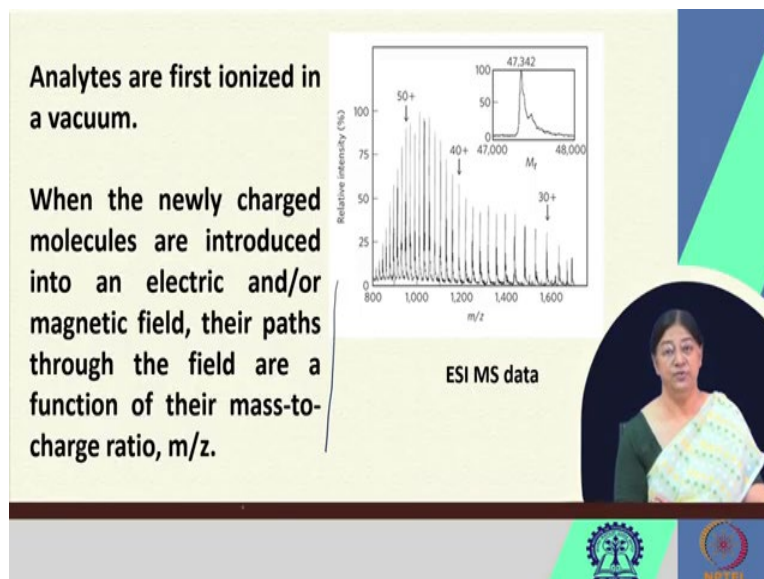 Analytes are first ionized in
a vacuum.
When the newly charged
molecules are introduced
into an electric and/or
magnetic field, their paths
through the field are a
function of their mass-to-
charge ratio, m/z.
Relative intensity (%)
100
75
50
25
0
50+
40+
30+
800
1,000
1,200
1,400
1,600
m/z
47,342
100
50
0
47,000
48,000
Mr
ESI MS data
NPTEL